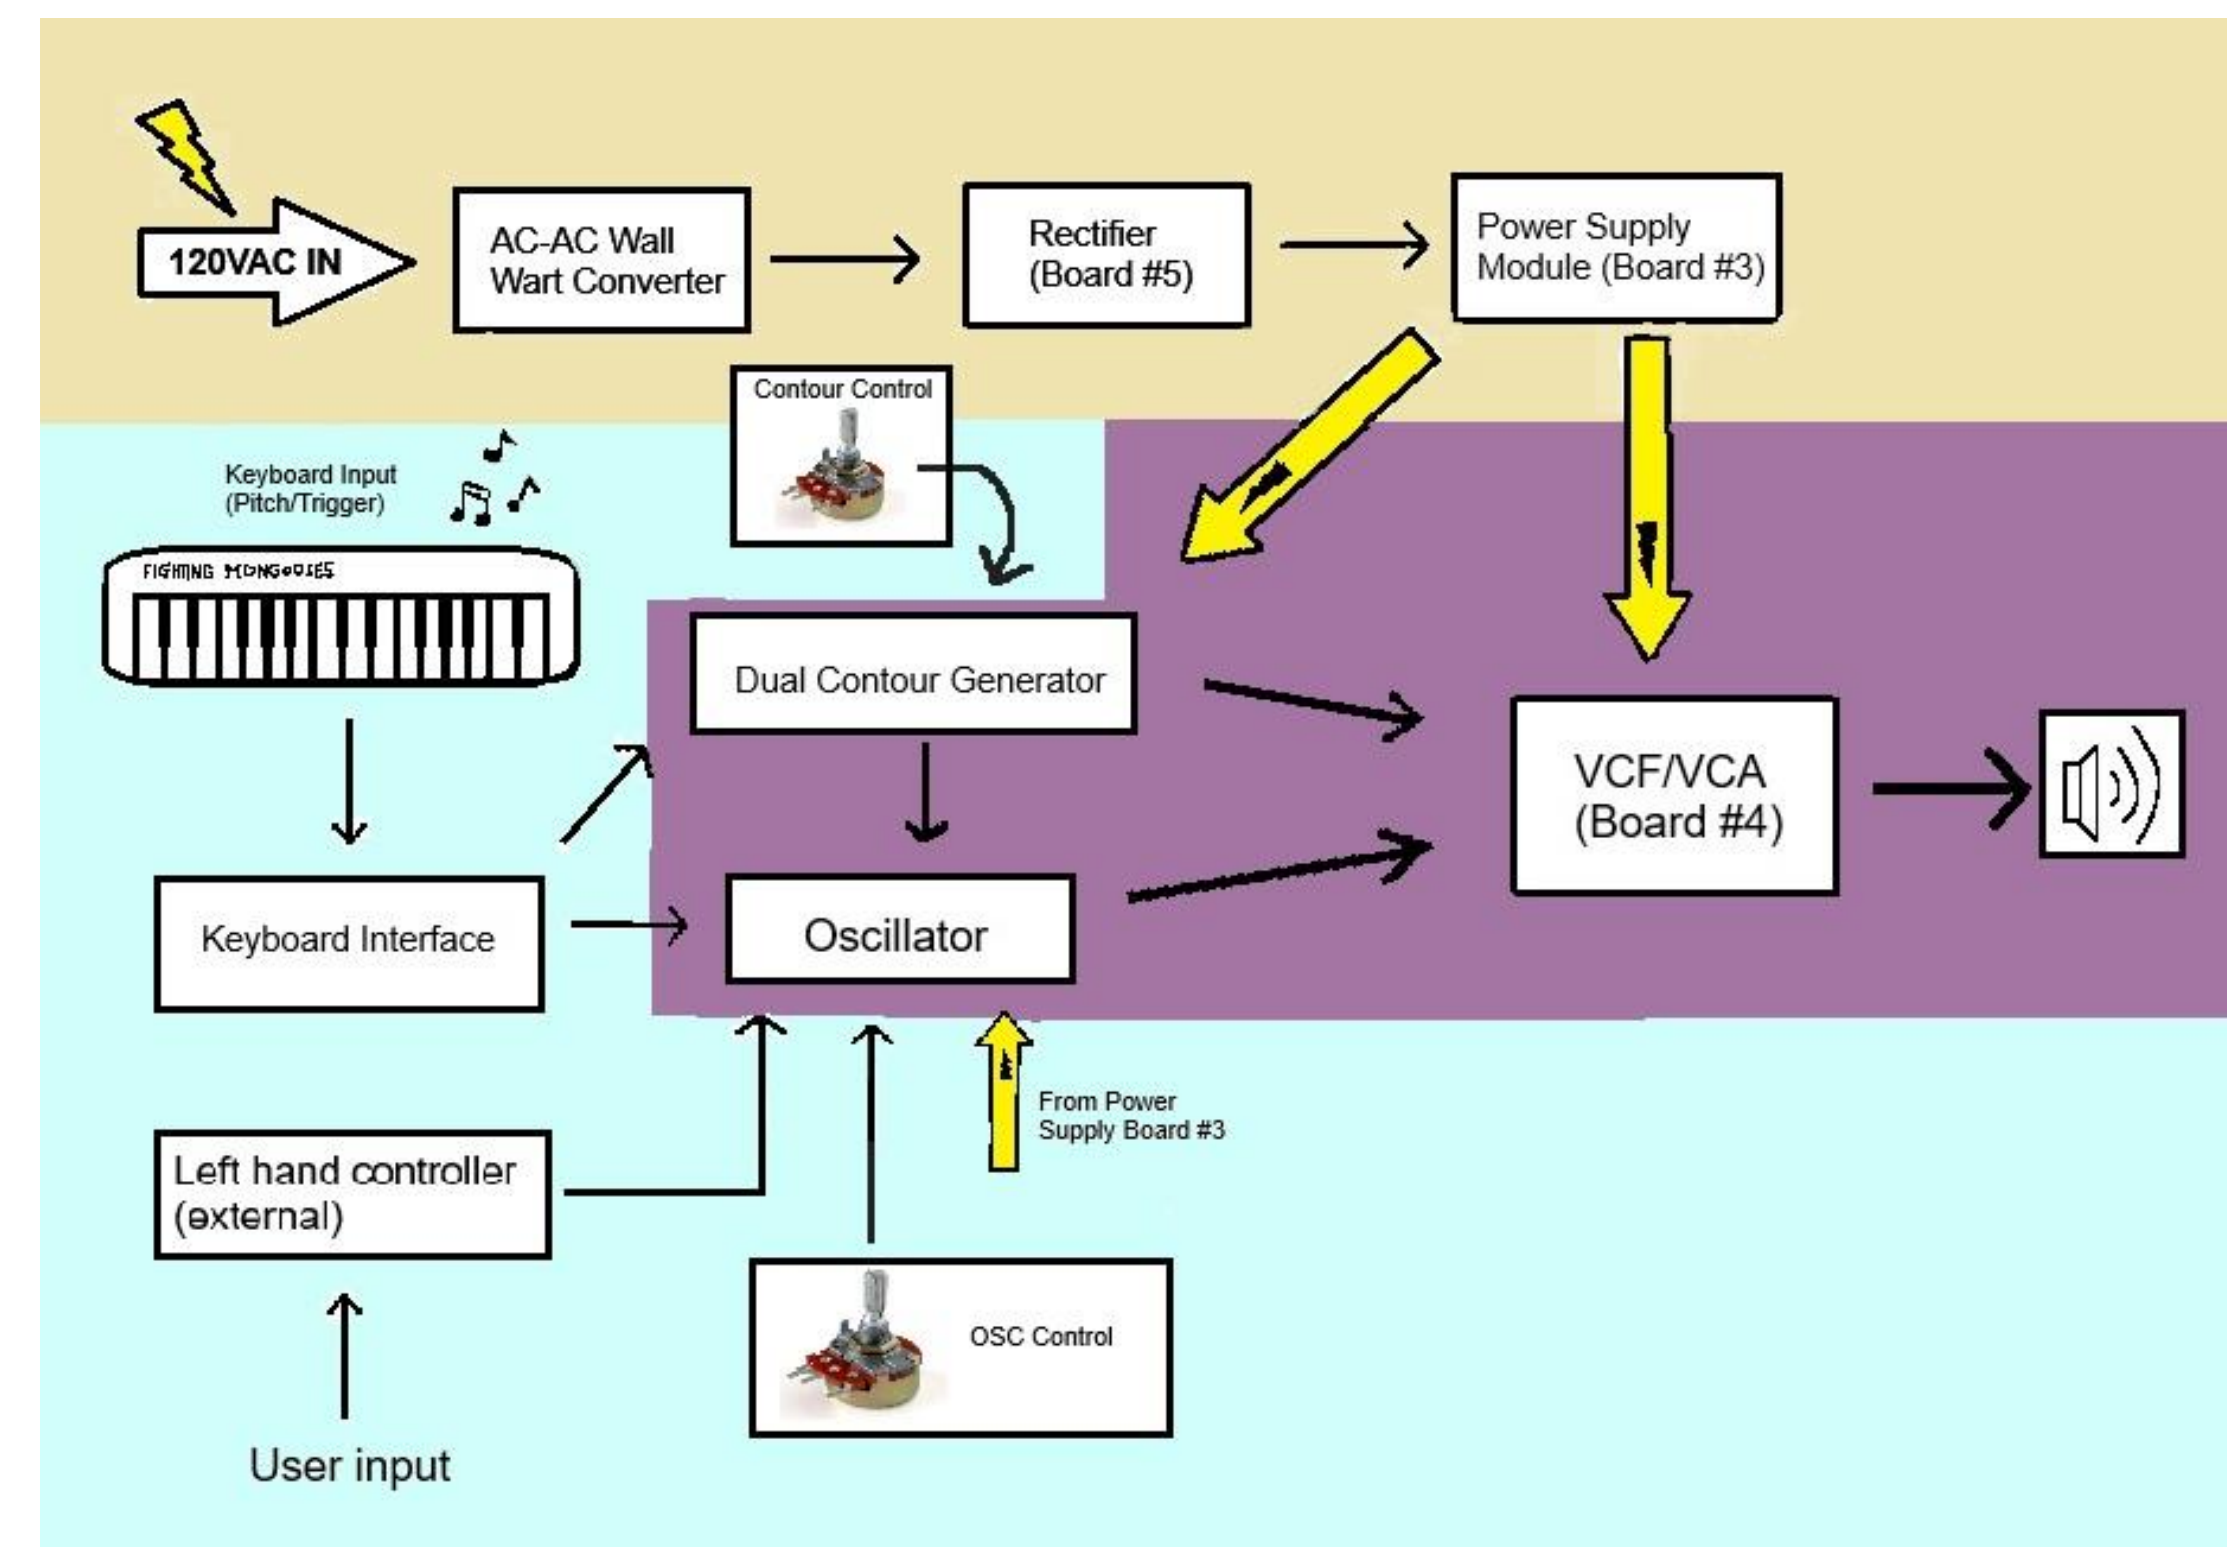 120VAC IN
AC-AC Wall
Wart Converter
Rectifier
(Board #5)
Power Supply
Module (Board #3)
Contour Control
Keyboard Input
(Pitch/Trigger)
FIGHTING MONGOOSES
Dual Contour Generator
VCF/VCA
(Board #4)
Keyboard Interface
Oscillator
From Power
Supply Board #3
Left hand controller
(external)
OSC Control
User input